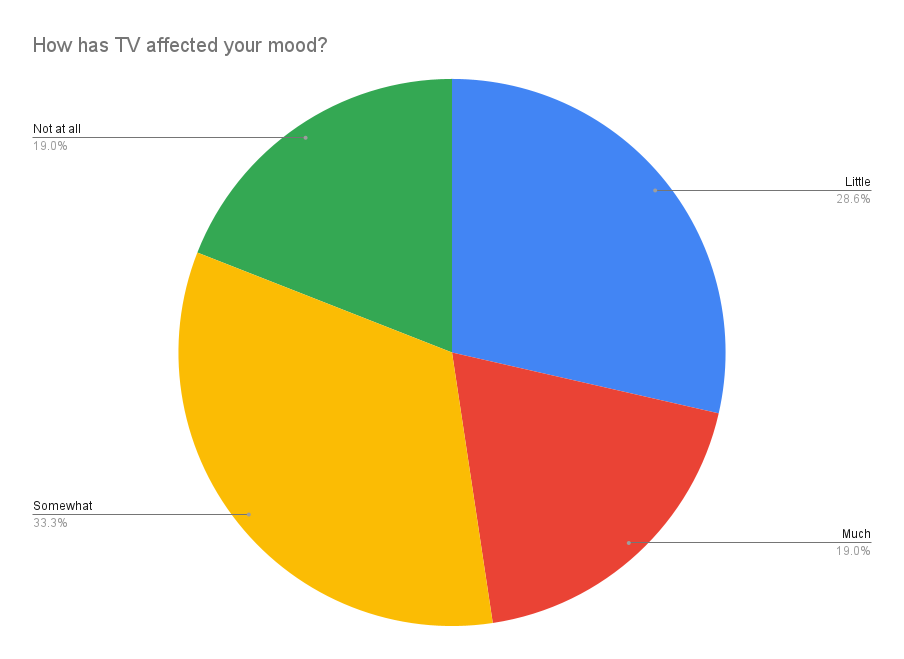 How has TV affected your mood?
Not at all
19.0%
Little
28.6%
Somewhat
33.3%
Much
19.0%